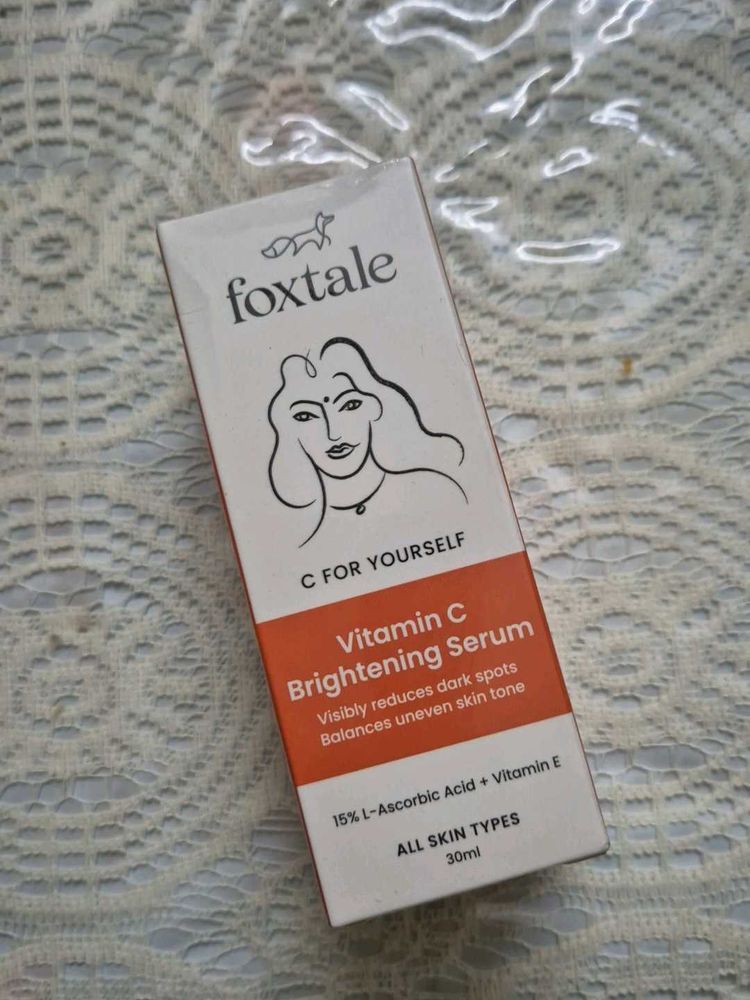 foxtale
C FOR YOURSELF
Vitamin C
Brightening Serum
Visibly reduces dark spots
Balances uneven skin tone
15% L-Ascorbic Acid + Vitamin E
ALL SKIN TYPES
30ml